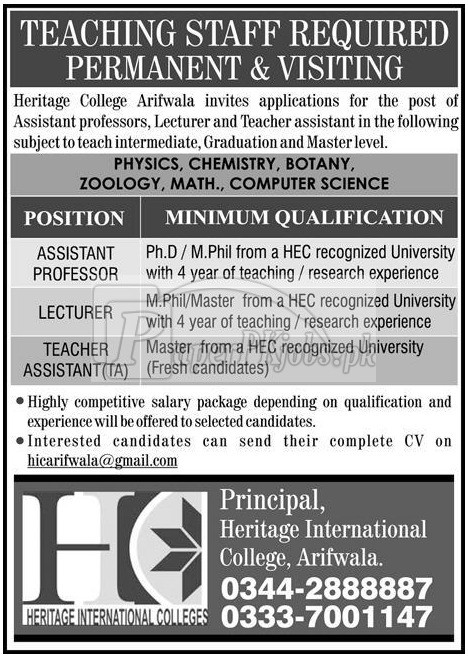 TEACHING STAFF REQUIRED
PERMANENT & VISITING
Heritage College Arifwala invites applications for the post of
Assistant professors, Lecturer and Teacher assistant in the following
subject to teach intermediate, Graduation and Master level.
PHYSICS, CHEMISTRY, BOTANY,
ZOOLOGY, MATH., COMPUTER SCIENCE
POSITION MINIMUM QUALIFICATION
ASSISTANT PROFESSOR
Ph.D / M.Phil from a HEC recognized University
with 4 year of teaching / research experience
LECTURER
M.Phil/Master from a HEC recognized University
with 4 year of teaching / research experience
TEACHER ASSISTANT(TA)
Master from a HEC recognized University
(Fresh candidates)
• Highly competitive salary package depending on qualification and
experience will be offered to selected candidates.
• Interested candidates can send their complete CV on
hicarifwala@gmail.com
HC
HERITAGE INTERNATIONAL COLLEGES
Principal,
Heritage International
College, Arifwala.
0344-2888887
0333-7001147
PaperPkjobs.pk